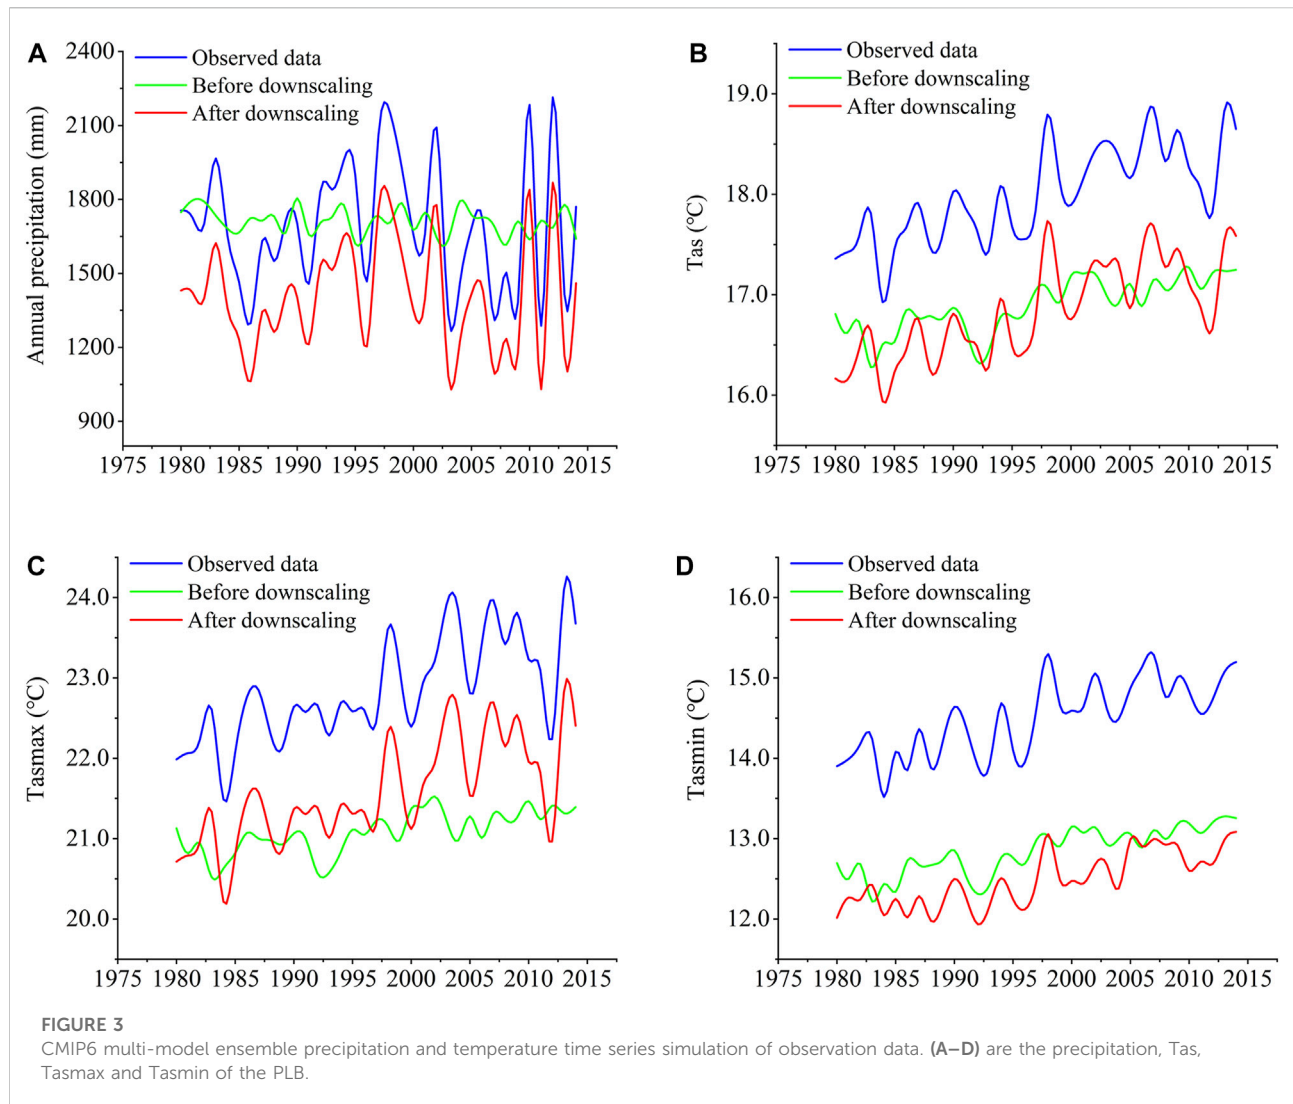 A
Observed data
Before downscaling
After downscaling
Annual precipitation (mm)
2400
2100
1800
1500
1200
900
1975 1980 1985 1990 1995 2000 2005 2010 2015
B
Observed data
Before downscaling
After downscaling
Tas (℃)
19.0
18.0
17.0
16.0
1975 1980 1985 1990 1995 2000 2005 2010 2015
C
Observed data
Before downscaling
After downscaling
Tasmax (℃)
24.0
23.0
22.0
21.0
20.0
1975 1980 1985 1990 1995 2000 2005 2010 2015
D
Observed data
Before downscaling
After downscaling
Tasmin (℃)
16.0
15.0
14.0
13.0
12.0
1975 1980 1985 1990 1995 2000 2005 2010 2015
FIGURE 3
CMIP6 multi-model ensemble precipitation and temperature time series simulation of observation data. (A–D) are the precipitation, Tas,
Tasmax and Tasmin of the PLB.